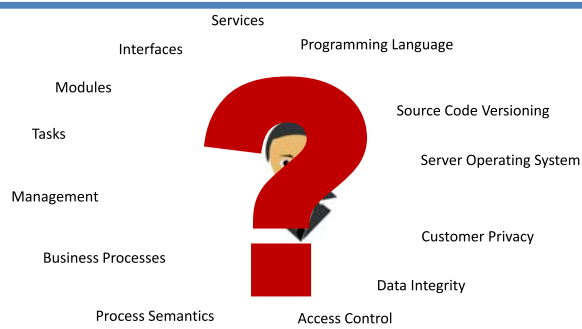 Services
Interfaces
Programming Language
Modules
Source Code Versioning
Tasks
Server Operating System
Management
Customer Privacy
Business Processes
Data Integrity
Process Semantics
Access Control
?